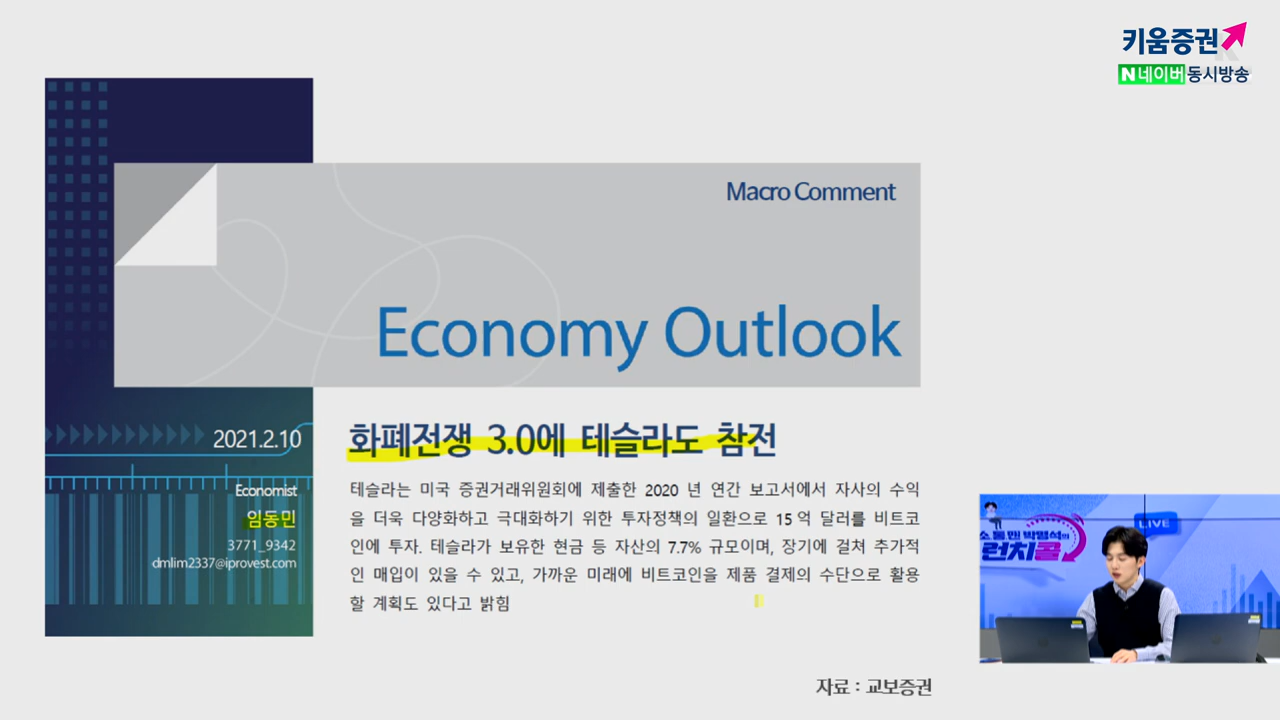 키움증권
N 네이버 동시방송
Macro Comment
Economy Outlook
2021.2.10
Economist
임동민
3771_9342
dmlim2337@iprovest.com
화폐전쟁 3.0에 테슬라도 참전
테슬라는 미국 증권거래위원회에 제출한 2020 년 연간 보고서에서 자사의 수익
을 더욱 다양화하고 극대화하기 위한 투자정책의 일환으로 15 억 달러를 비트코
인에 투자. 테슬라가 보유한 현금 등 자산의 7.7% 규모이며, 장기에 걸쳐 추가적
인 매입이 있을 수 있고, 가까운 미래에 비트코인을 제품 결제의 수단으로 활용
할 계획도 있다고 밝힘
소통맨 박명석의
런치콜
LIVE
자료 : 교보증권